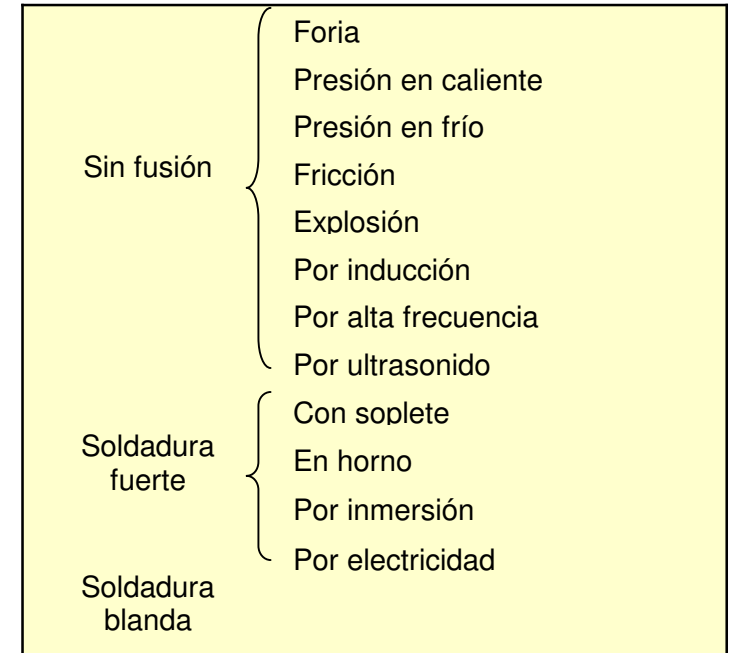 Sin fusión
Foria
Presión en caliente
Presión en frío
Fricción
Explosión
Por inducción
Por alta frecuencia
Por ultrasonido
Soldadura
fuerte
Con soplete
En horno
Por inmersión
Por electricidad
Soldadura
blanda